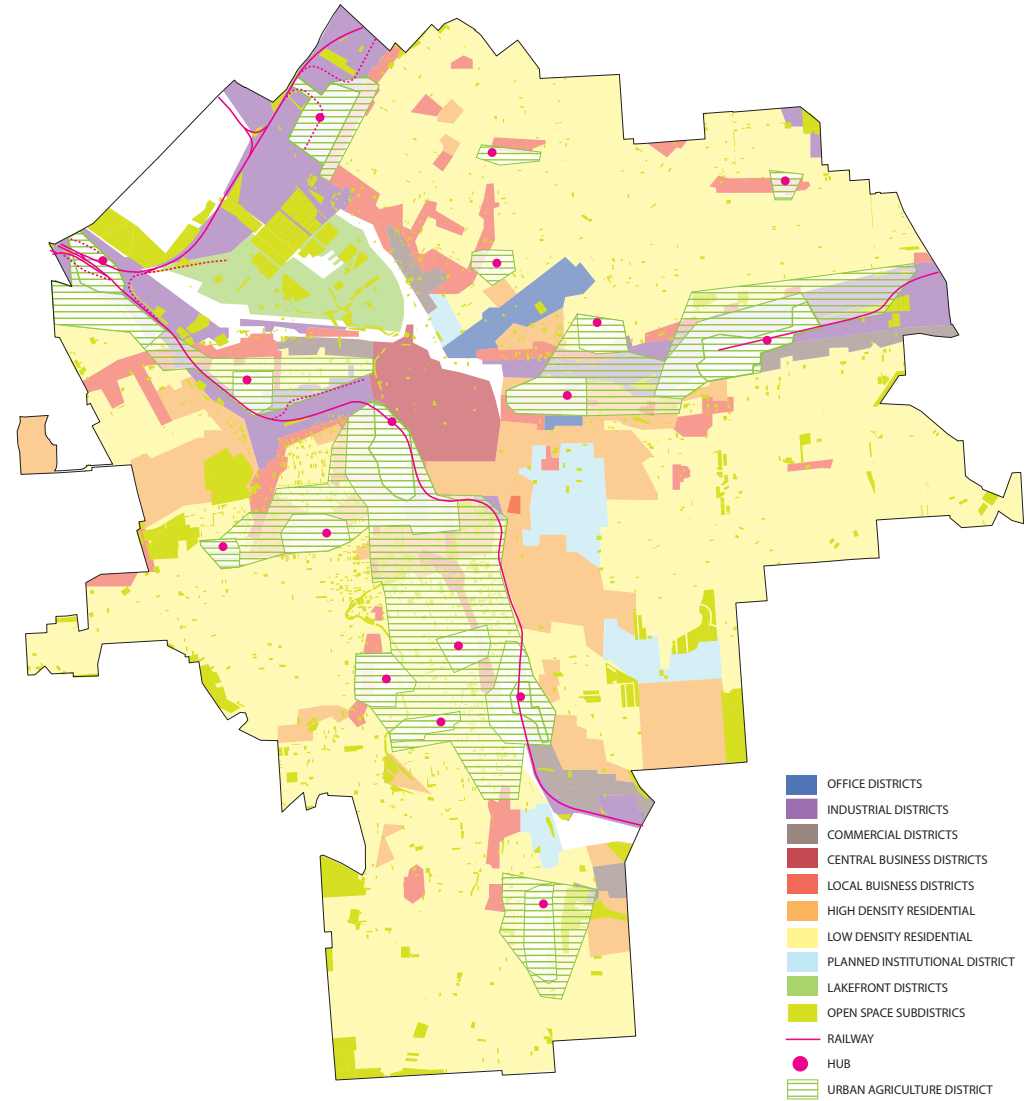 OFFICE DISTRICTS
INDUSTRIAL DISTRICTS
COMMERCIAL DISTRICTS
CENTRAL BUSINESS DISTRICTS
LOCAL BUISNESS DISTRICTS
HIGH DENSITY RESIDENTIAL
LOW DENSITY RESIDENTIAL
PLANNED INSTITUTIONAL DISTRICT
LAKEFRONT DISTRICTS
OPEN SPACE SUBDISTRICS
RAILWAY
HUB
URBAN AGRICULTURE DISTRICT